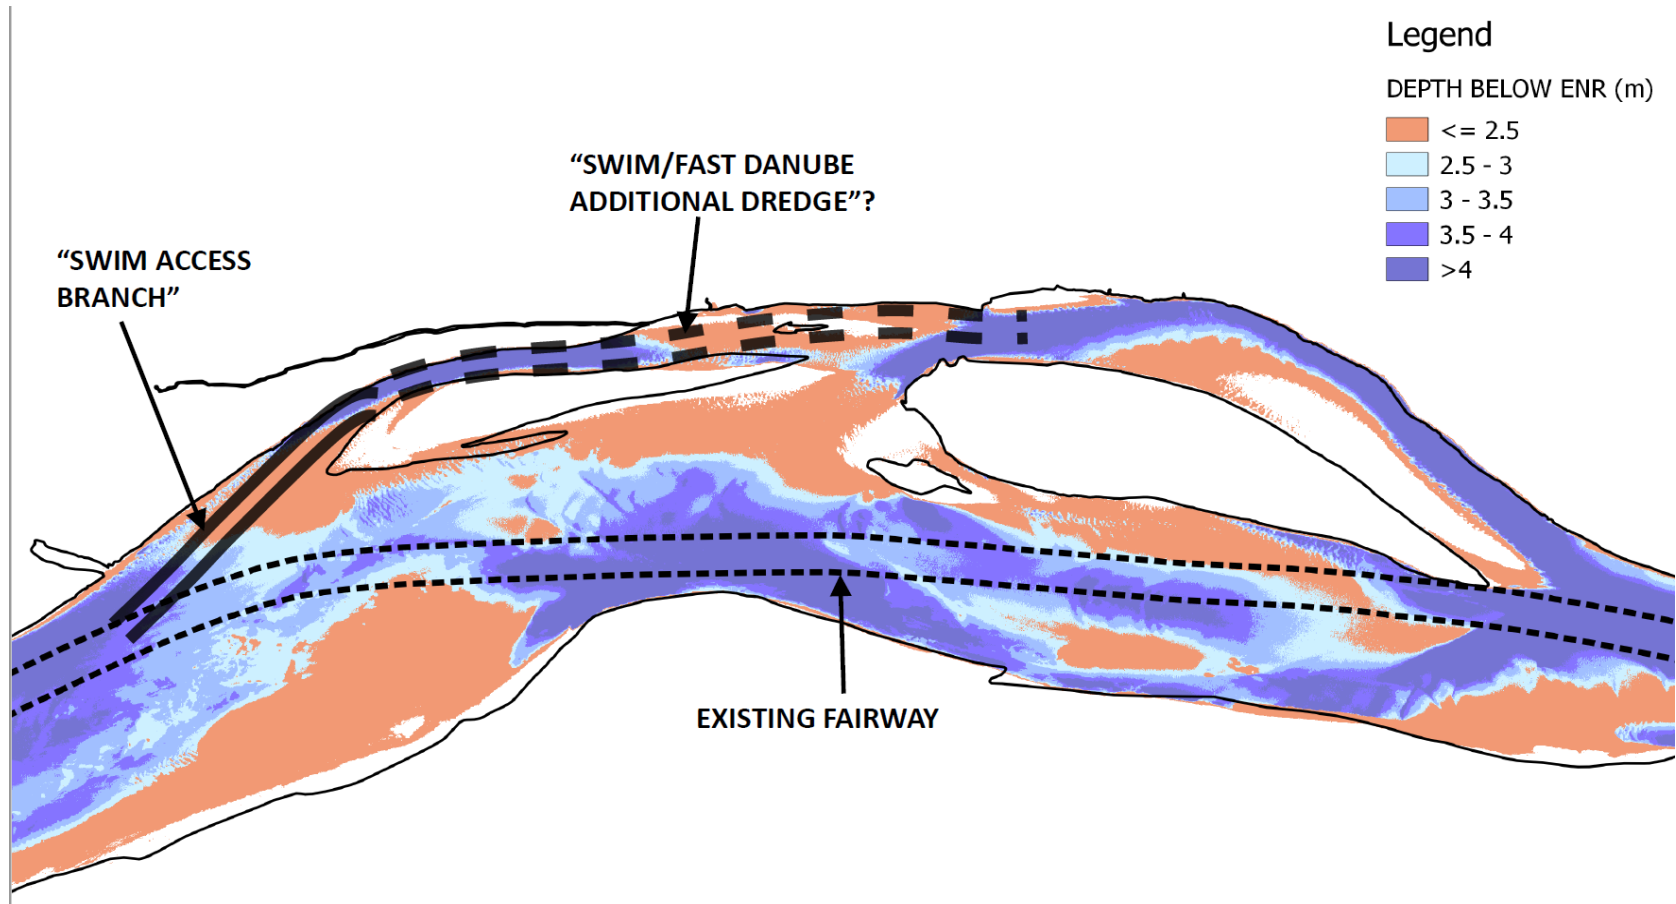 Legend
DEPTH BELOW ENR (m)
<= 2.5
2.5 - 3
3 - 3.5
3.5 - 4
>4
“SWIM/FAST DANUBE
ADDITIONAL DREDGE”?
“SWIM ACCESS
BRANCH”
EXISTING FAIRWAY